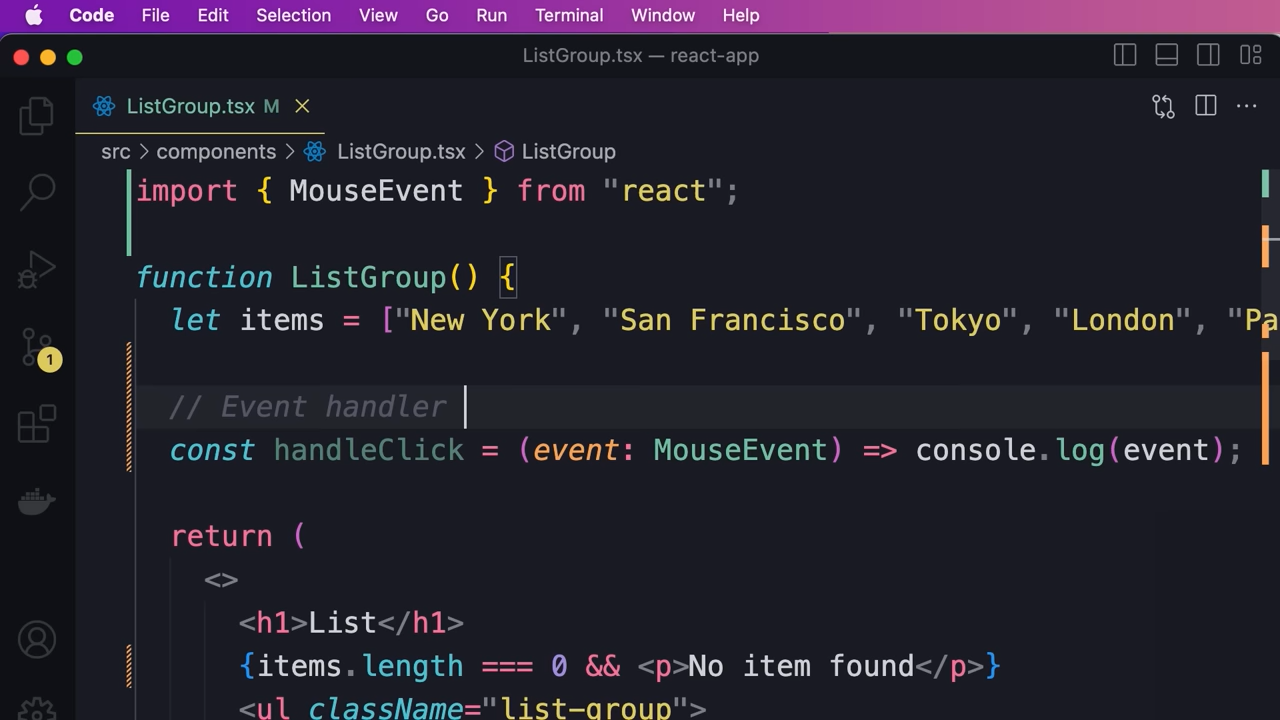 Code File Edit Selection View Go Run Terminal Window Help
ListGroup.tsx — react-app
ListGroup.tsx M
src > components > ListGroup.tsx > ListGroup
import { MouseEvent } from "react";
function ListGroup() {
let items = ["New York", "San Francisco", "Tokyo", "London", "Pa
1
// Event handler
const handleClick = (event: MouseEvent) => console.log(event);
return (
<>
<h1>List</h1>
{items.length === 0 && <p>No item found</p>}
<ul className="list-group">